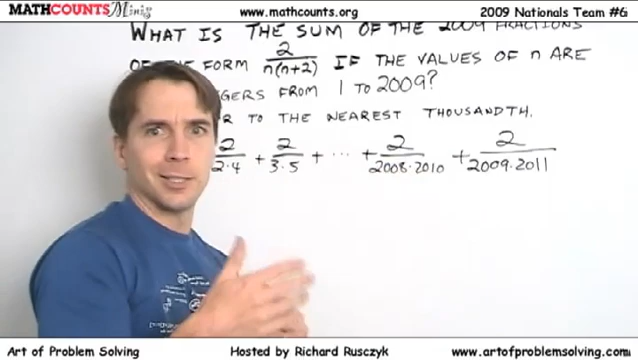 MATHCOUNTS Minis
www.mathcounts.org
2009 Nationals Team #6
WHAT IS THE SUM OF THE 2009 FRACTIONS
OF THE FORM 2/n(n+2) IF THE VALUES OF n ARE
FROM 1 TO 2009?
TO THE NEAREST THOUSANDTH.
2/2·4 + 2/3·5 + ··· + 2/2008·2010 + 2/2009·2011
Art of Problem Solving
Hosted by Richard Rusczyk
www.artofproblemsolving.com